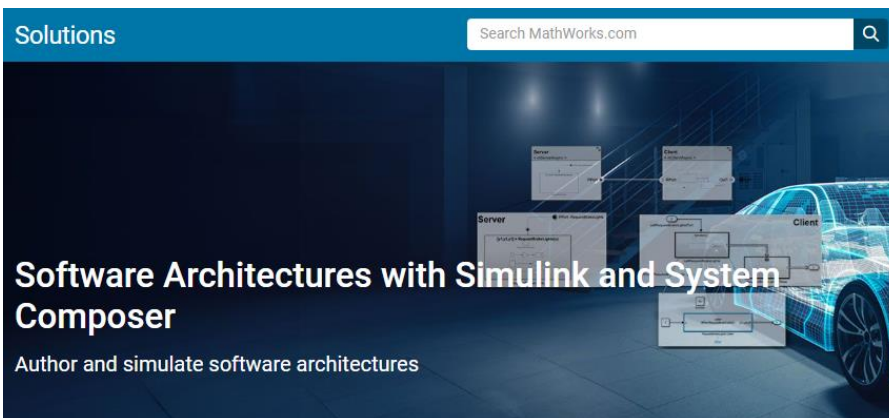 Solutions
Search MathWorks.com
Server
Client
Server
Client
Software Architectures with Simulink and System
Composer
Author and simulate software architectures